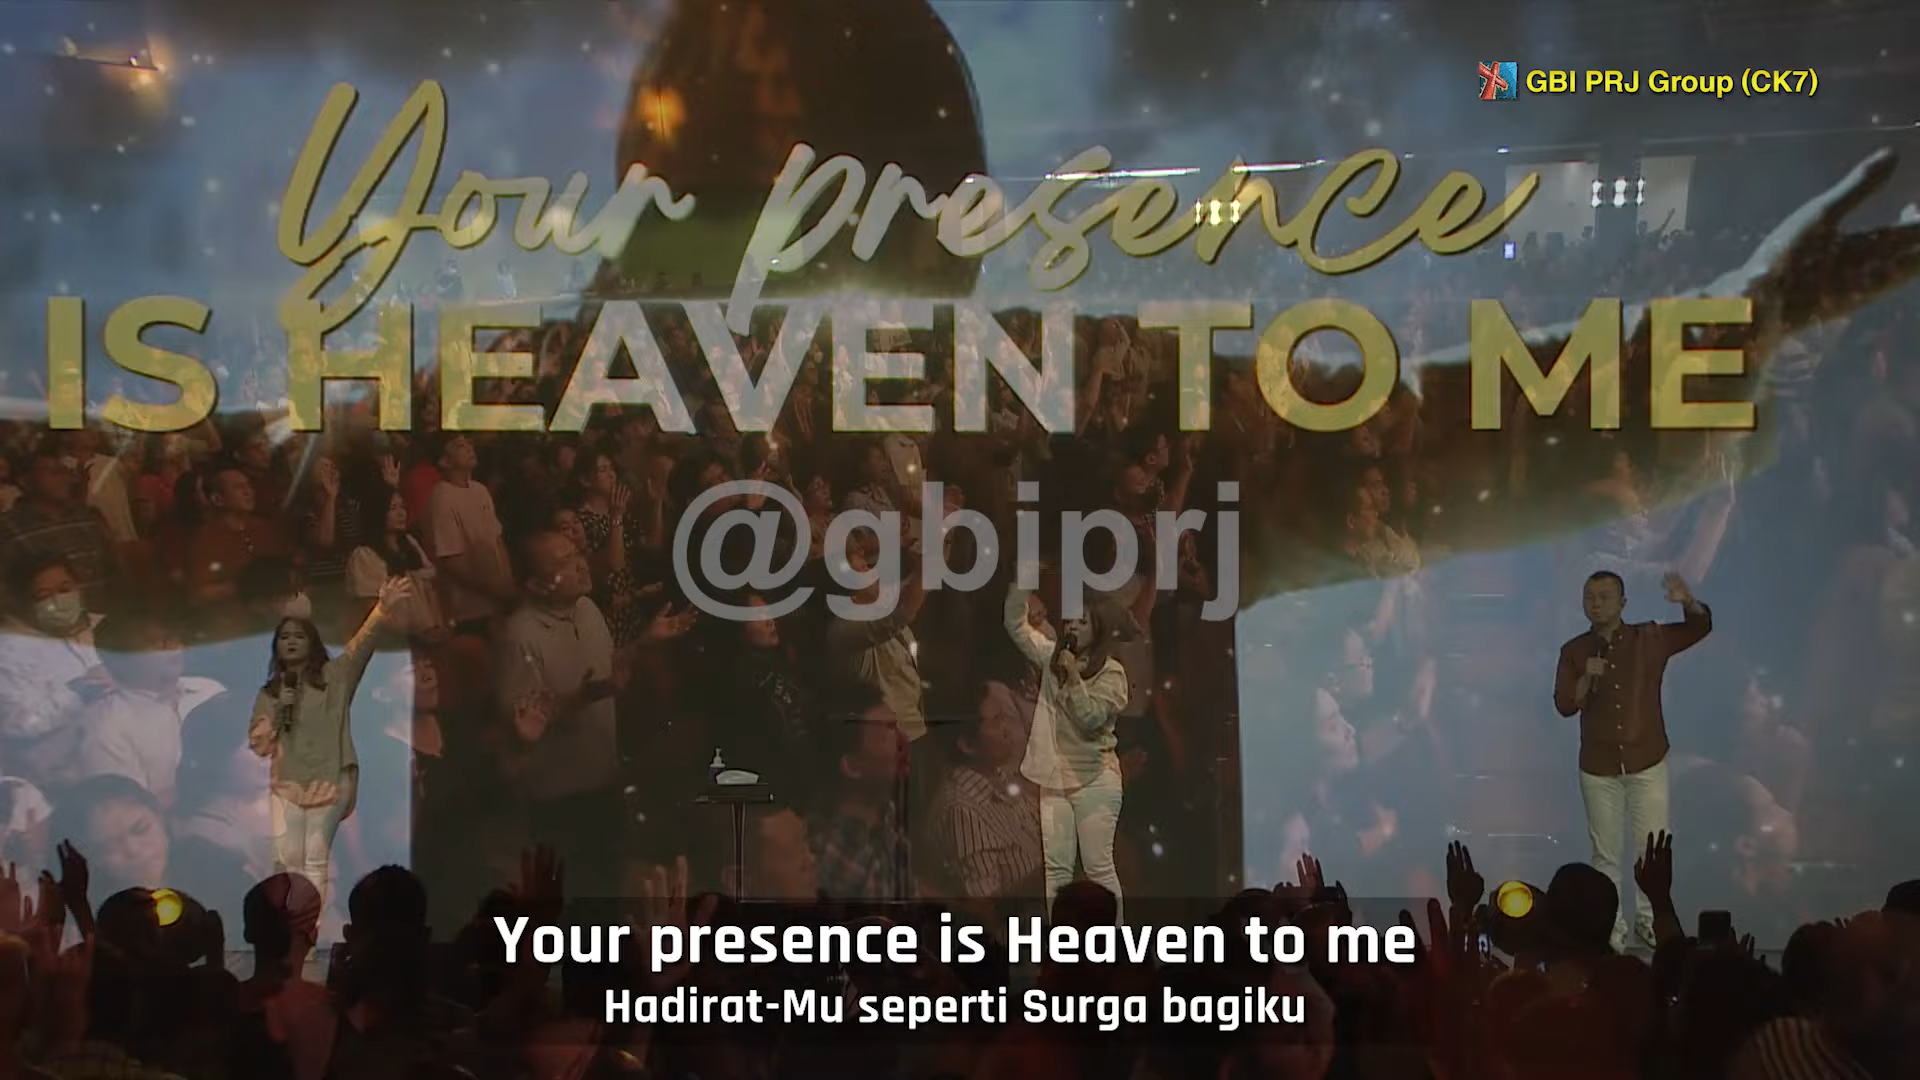 GBI PRJ Group (CK7)
Your presence
IS HEAVEN TO ME
@gbiprj
Your presence is Heaven to me
Hadirat-Mu seperti Surga bagiku